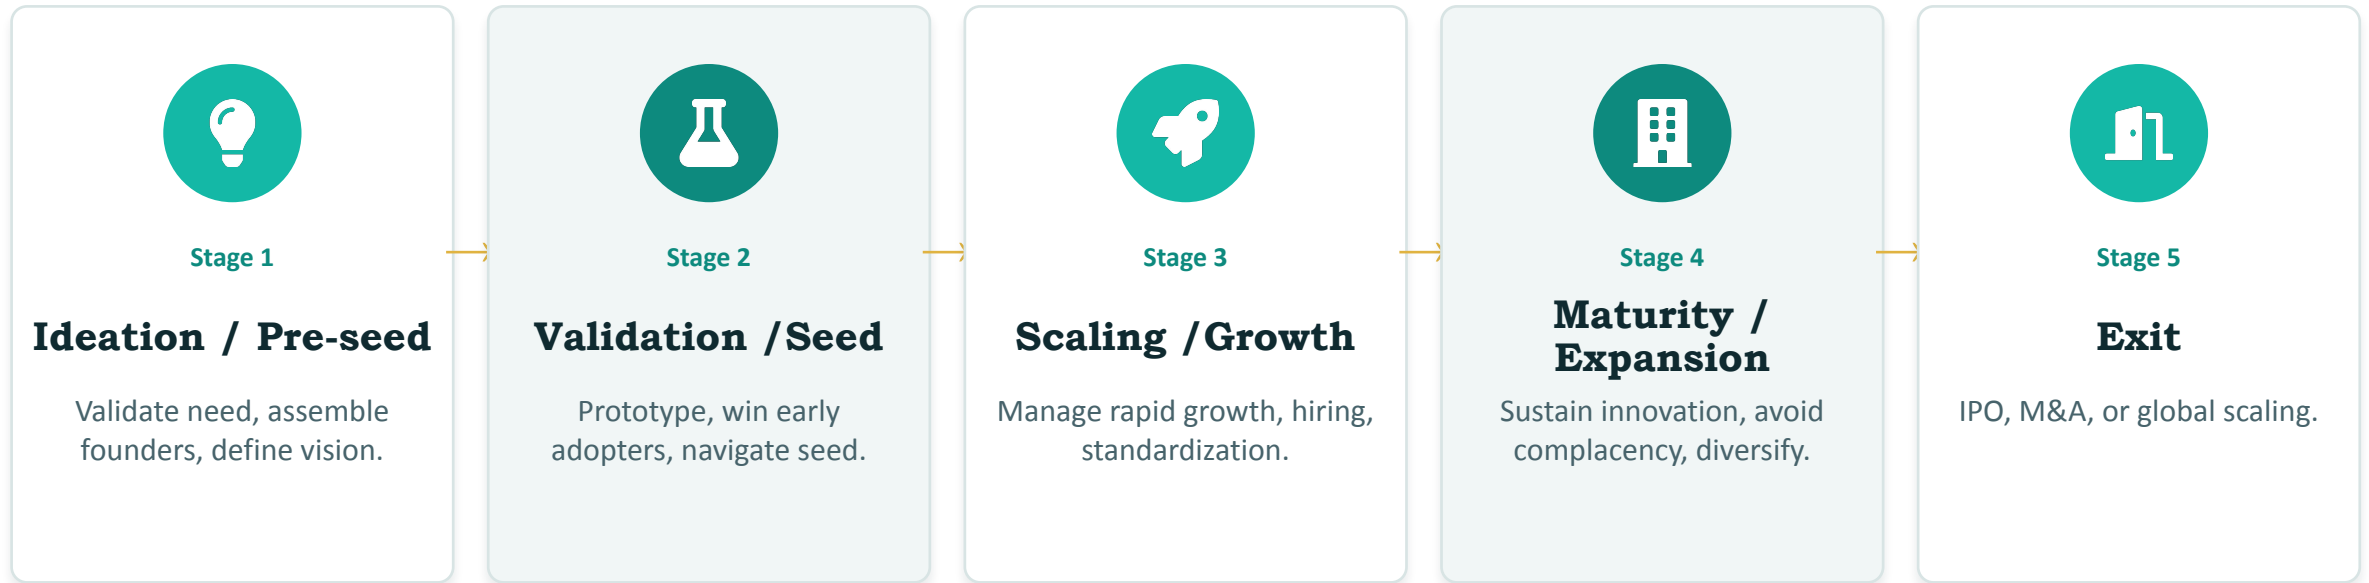 Stage 1
Ideation / Pre-seed
Validate need, assemble
founders, define vision.
Stage 2
Validation /Seed
Prototype, win early
adopters, navigate seed.
Stage 3
Scaling /Growth
Manage rapid growth, hiring,
standardization.
Stage 4
Maturity /
Expansion
Sustain innovation, avoid
complacency, diversify.
Stage 5
Exit
IPO, M&A, or global scaling.